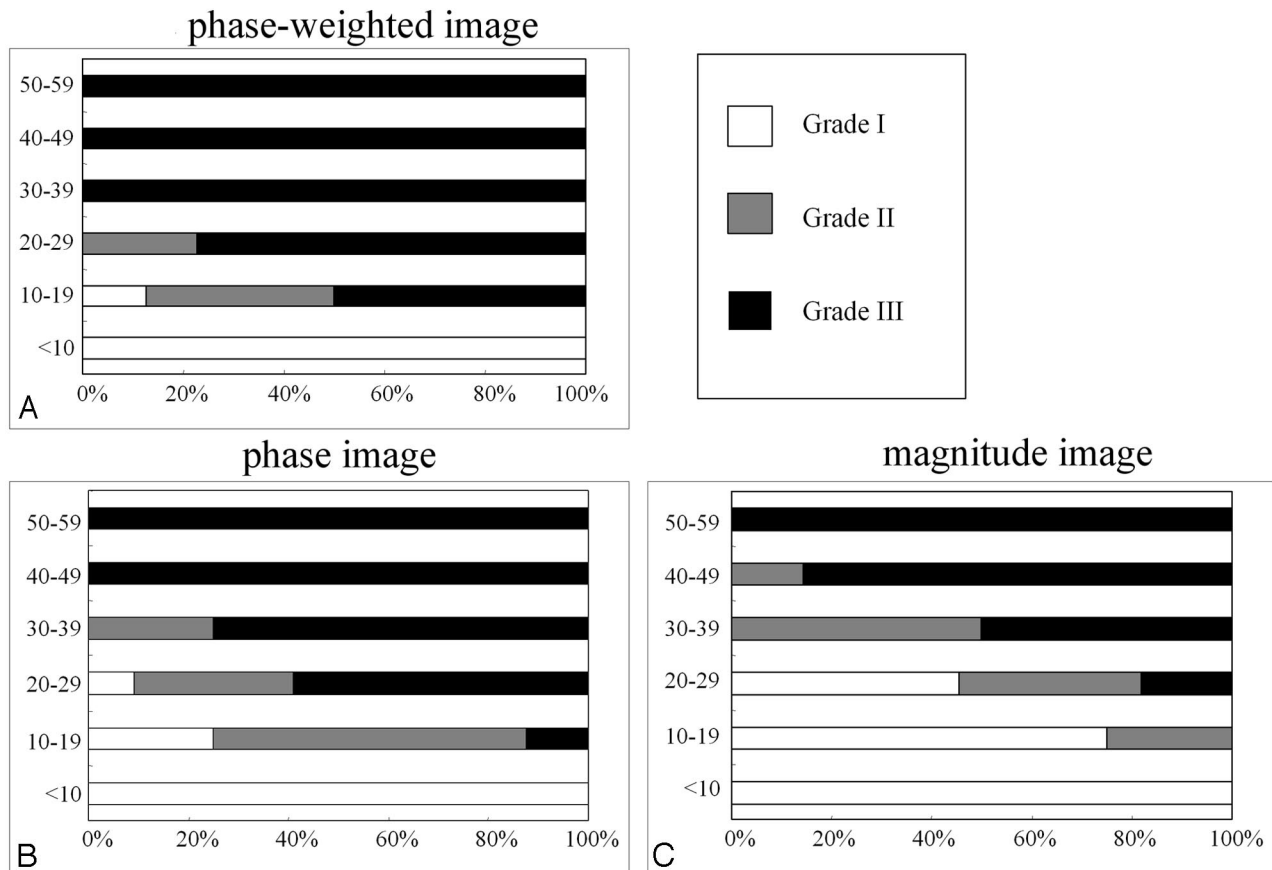 phase-weighted image
50-59
40-49
30-39
20-29
10-19
<10
0% 20% 40% 60% 80% 100%
A
Grade I
Grade II
Grade III
phase image
50-59
40-49
30-39
20-29
10-19
<10
0% 20% 40% 60% 80% 100%
B
magnitude image
50-59
40-49
30-39
20-29
10-19
<10
0% 20% 40% 60% 80% 100%
C